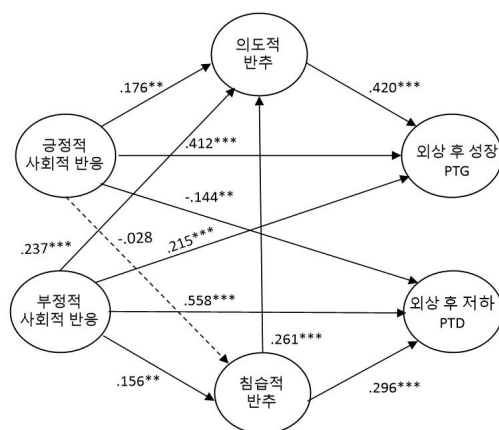 의도적
반추
.176**
.420***
긍정적
사회적 반응
.412***
외상 후 성장
PTG
-.144**
.237***
-.028
.215***
부정적
사회적 반응
.558***
외상 후 저하
PTD
.261***
.156**
침습적
반추
.296***